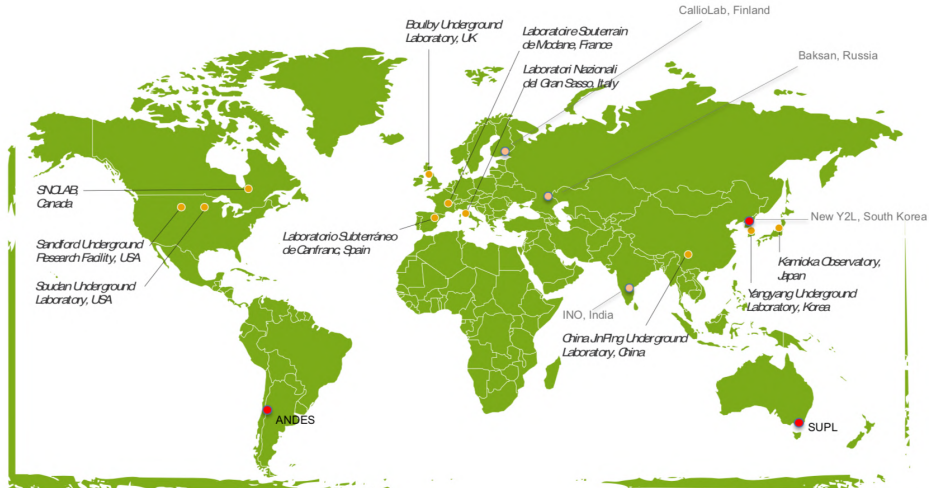 CallioLab, Finland
Boulby Underground
Laboratory, UK
Laboratoire Souterrain
de Modane, France
Baksan, Russia
Laboratori Nazionali
del Gran Sasso, Italy
SNOLAB,
Canada
New Y2L, South Korea
Sandford Underground
Research Facility, USA
Laboratorio Subterráneo
de Canfranc, Spain
Kamioka Observatory,
Japan
Soudan Underground
Laboratory, USA
Yangyang Underground
Laboratory, Korea
INO, India
China JinPing Underground
Laboratory, China
ANDES
SUPL